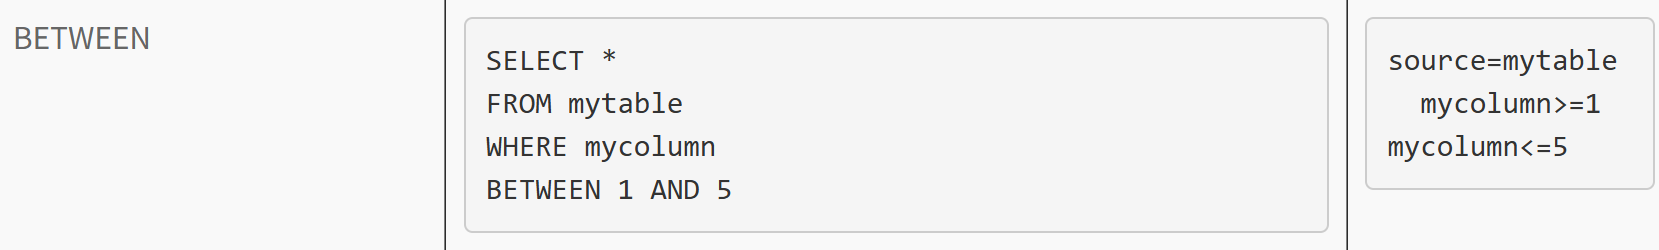 BETWEEN
SELECT *
FROM mytable
WHERE mycolumn
BETWEEN 1 AND 5
source=mytable
  mycolumn>=1
mycolumn<=5